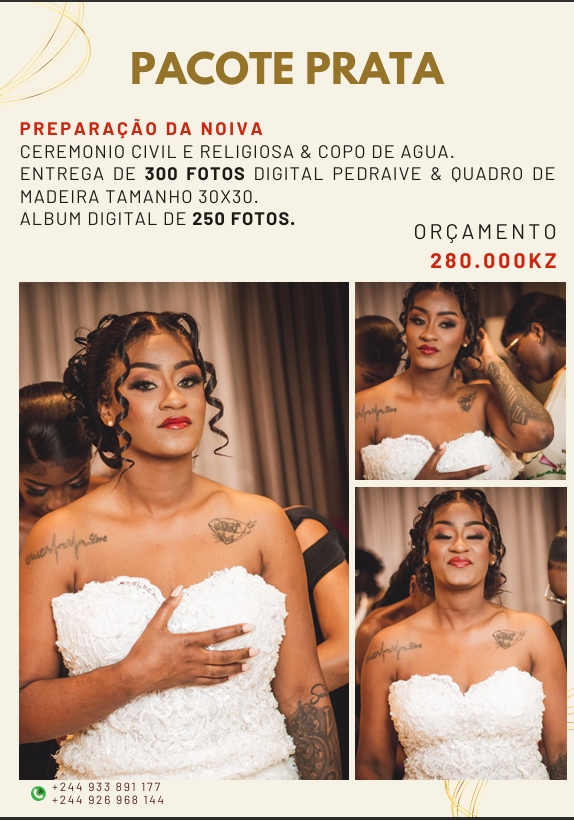 PACOTE PRATA
PREPARAÇÃO DA NOIVA
CEREMONIO CIVIL E RELIGIOSA & COPO DE AGUA.
ENTREGA DE 300 FOTOS DIGITAL PEDRAIVE & QUADRO DE
MADEIRA TAMANHO 30X30.
ALBUM DIGITAL DE 250 FOTOS.
ORÇAMENTO
280.000KZ
+244 933 891 177
+244 926 968 144